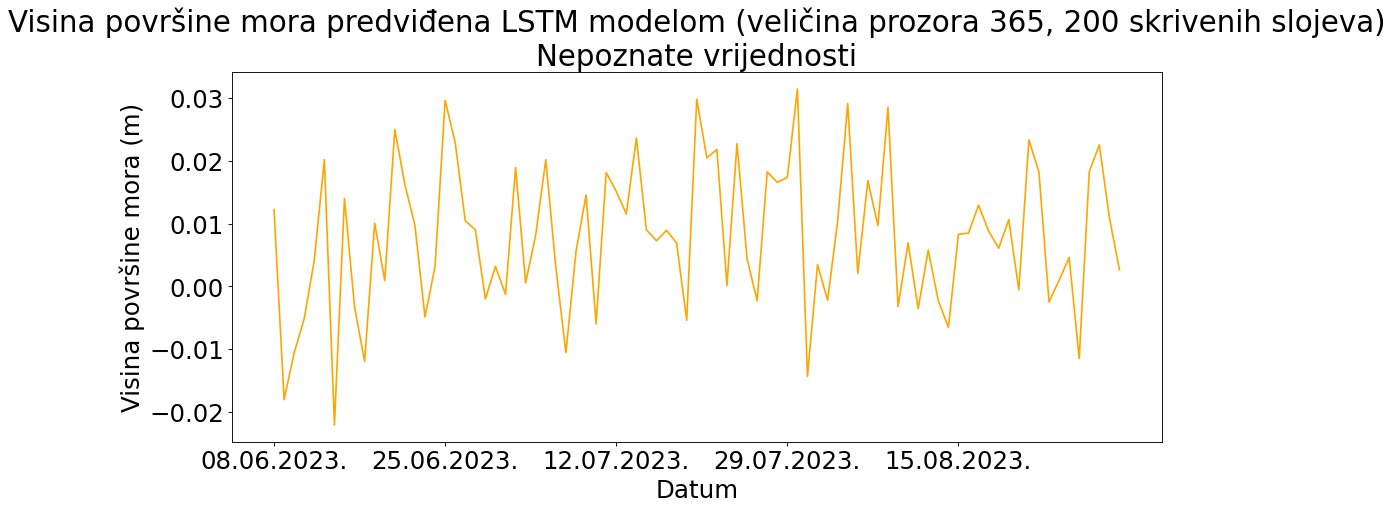 Visina površine mora predviđena LSTM modelom (veličina prozora 365, 200 skrivenih slojeva)
Nepoznate vrijednosti
Visina površine mora (m)
0.03
0.02
0.01
0.00
−0.01
−0.02
08.06.2023. 25.06.2023. 12.07.2023. 29.07.2023. 15.08.2023.
Datum